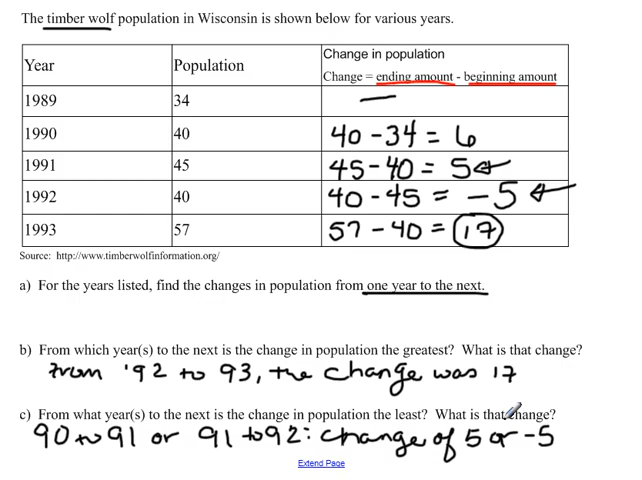 The timber wolf population in Wisconsin is shown below for various years.
Year Population Change in population
Change = ending amount - beginning amount
1989 34 —
1990 40 40 - 34 = 6
1991 45 45 - 40 = 5 ←
1992 40 40 - 45 = -5 ←
1993 57 57 - 40 = 17
Source: http://www.timberwolfinformation.org/
a) For the years listed, find the changes in population from one year to the next.
b) From which year(s) to the next is the change in population the greatest? What is that change?
From '92 to 93, the change was 17
c) From what year(s) to the next is the change in population the least? What is that change?
90 to 91 or 91 to 92: change of 5 or -5
Extend Page